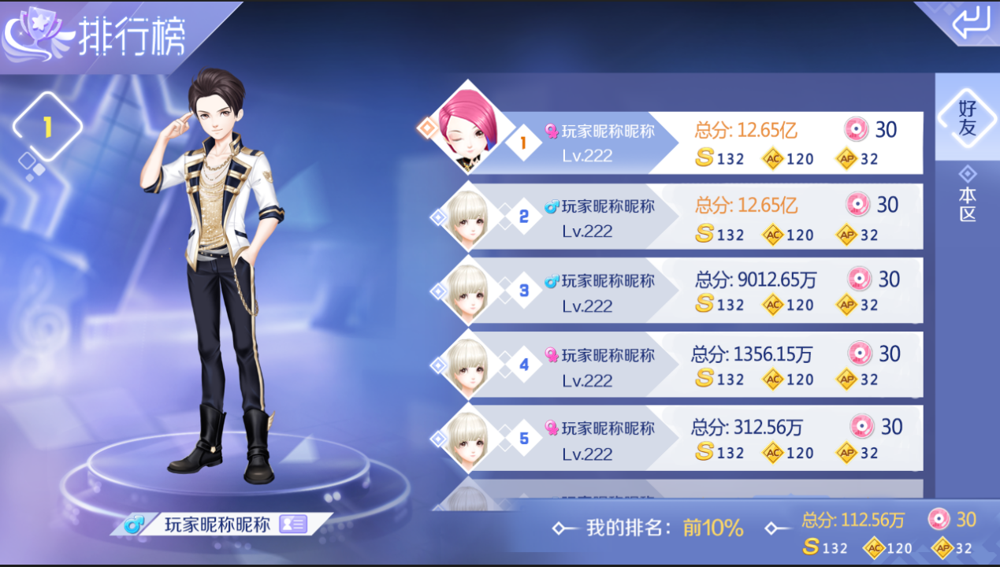 排行榜
1
好友
本区
1
玩家昵称昵称
Lv.222
总分: 12.65亿
30
S 132 AC 120 AP 32
2
玩家昵称昵称
Lv.222
总分: 12.65亿
30
S 132 AC 120 AP 32
3
玩家昵称昵称
Lv.222
总分: 9012.65万
30
S 132 AC 120 AP 32
4
玩家昵称昵称
Lv.222
总分: 1356.15万
30
S 132 AC 120 AP 32
5
玩家昵称昵称
Lv.222
总分: 312.56万
30
S 132 AC 120 AP 32
玩家昵称昵称
我的排名：前10%
总分: 112.56万
30
S 132 AC 120 AP 32